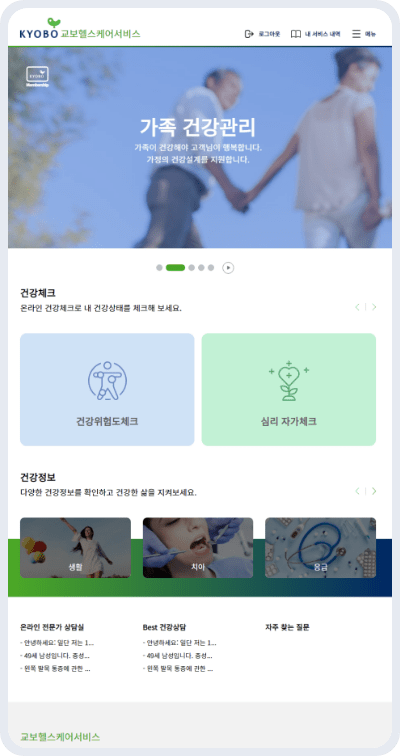 KYOBO 교보헬스케어서비스
로그아웃 내 서비스 내역 메뉴
KYOBO
Membership
가족 건강관리
가족이 건강해야 고객님이 행복합니다.
가정의 건강설계를 지원합니다.
건강체크
온라인 건강체크로 내 건강상태를 체크해 보세요.
건강위험도체크
심리 자가체크
건강정보
다양한 건강정보를 확인하고 건강한 삶을 지켜보세요.
생활
치아
응급
온라인 전문가 상담실
- 안녕하세요: 일단 저는 1...
- 49세 남성입니다. 증상...
- 왼쪽 발목 통증에 관한 ...
Best 건강상담
- 안녕하세요: 일단 저는 1...
- 49세 남성입니다. 증상...
- 왼쪽 발목 통증에 관한 ...
자주 찾는 질문
교보헬스케어서비스